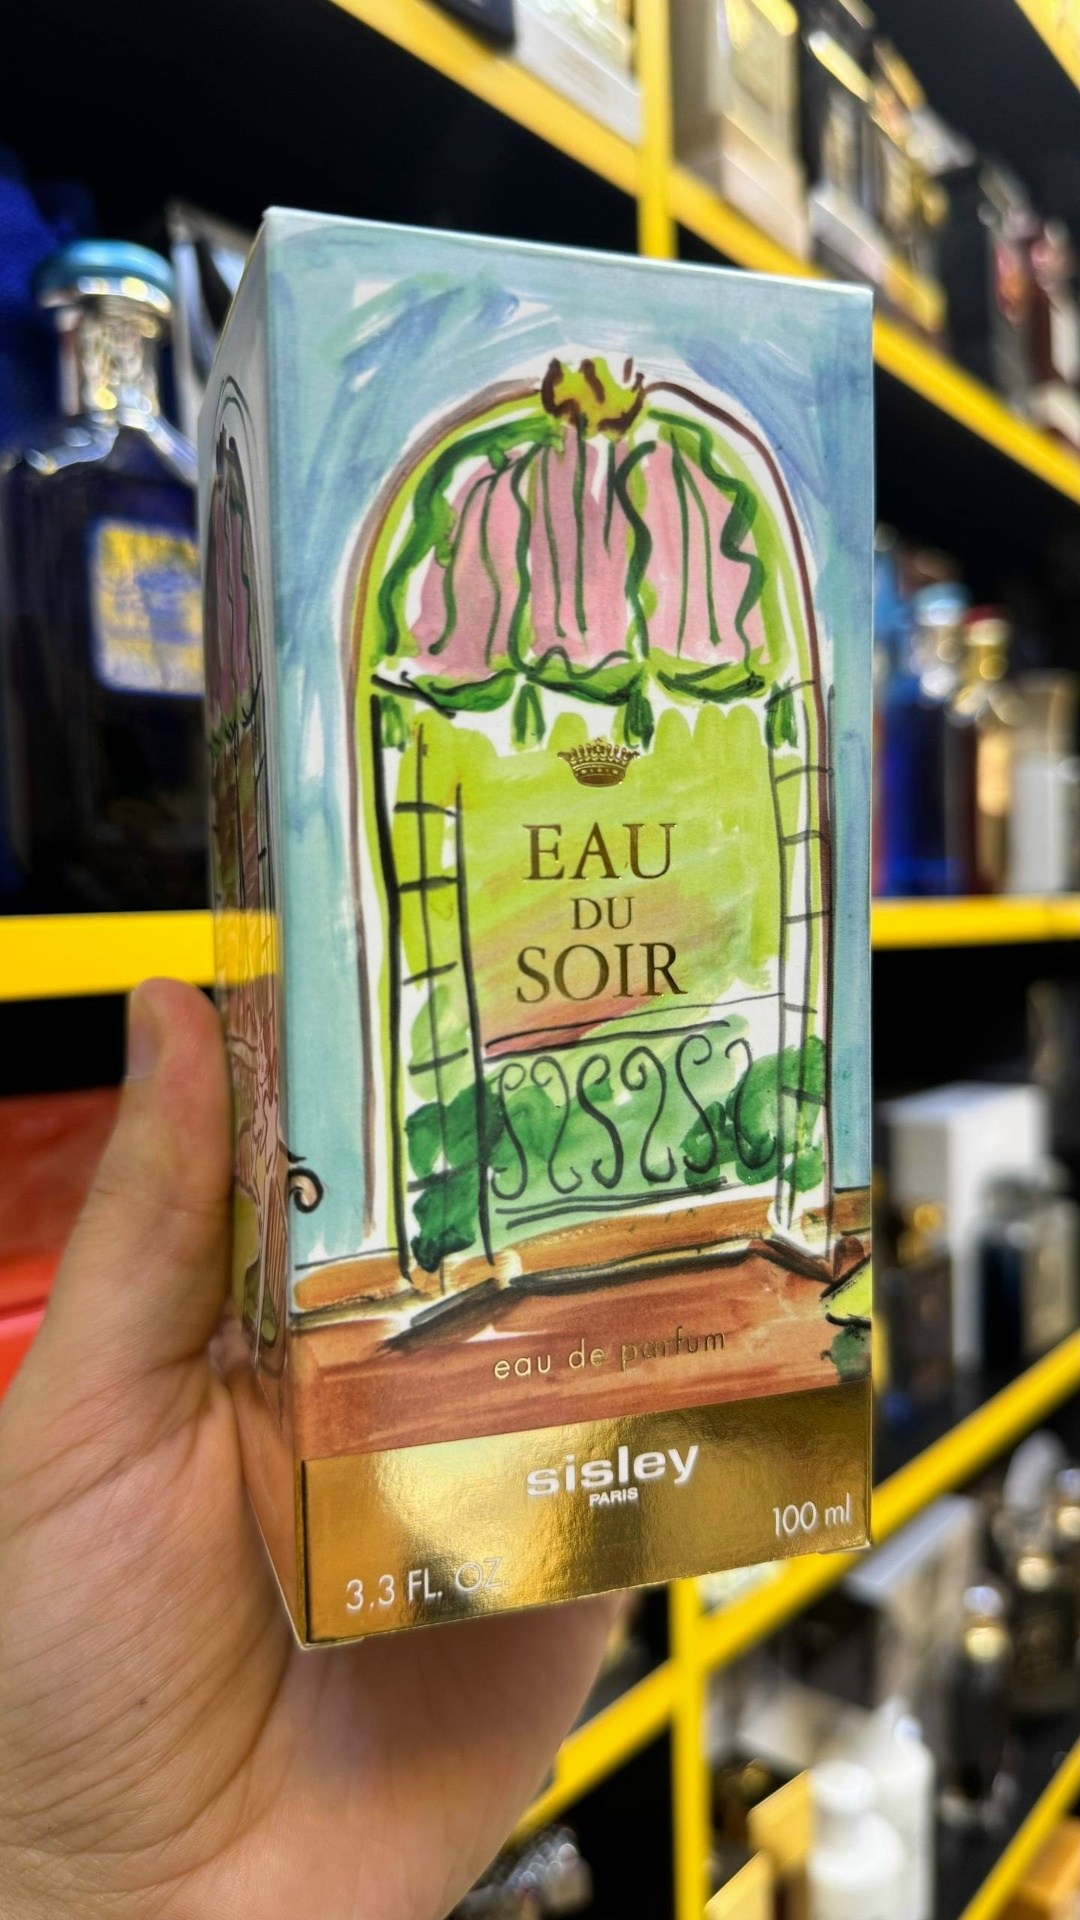 EAU
DU
SOIR
eau de parfum
sisley
PARIS
100 ml
3.3 FL. OZ.